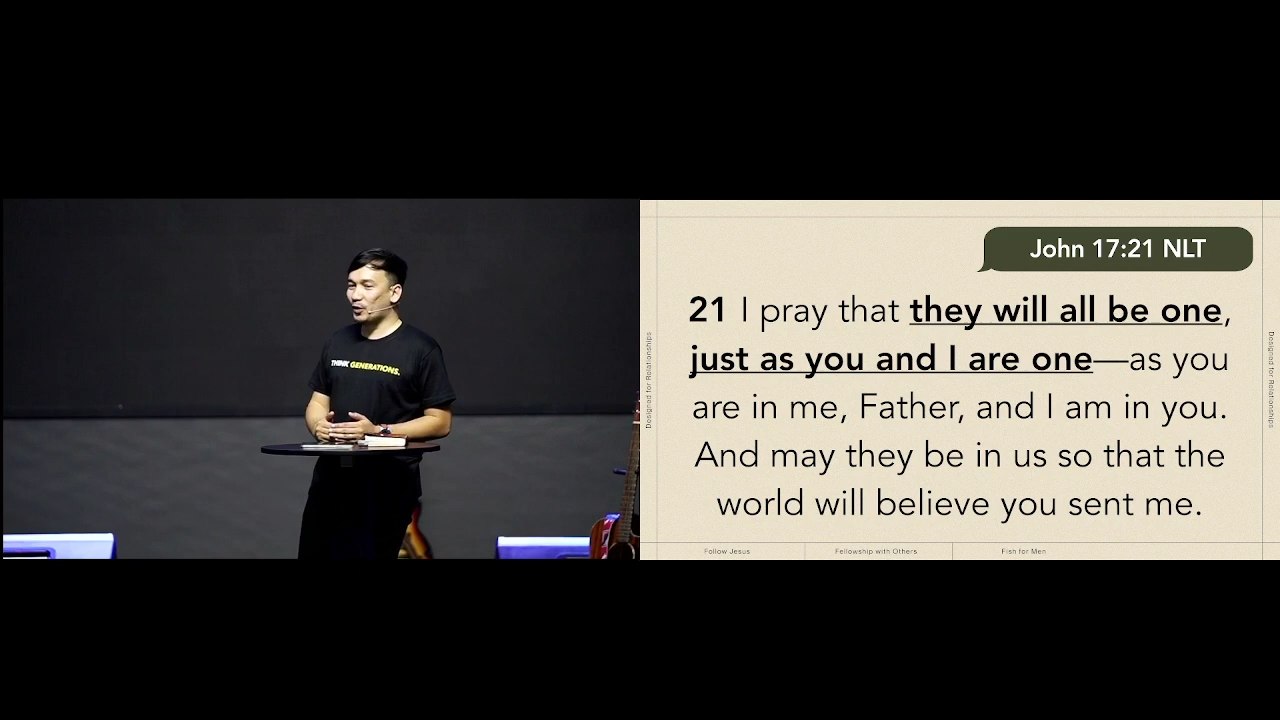 THINK GENERATIONS.
John 17:21 NLT
21 I pray that they will all be one,
just as you and I are one—as you
are in me, Father, and I am in you.
And may they be in us so that the
world will believe you sent me.
Designed for Relationships
Designed for Relationships
Follow Jesus
Fellowship with Others
Fish for Men